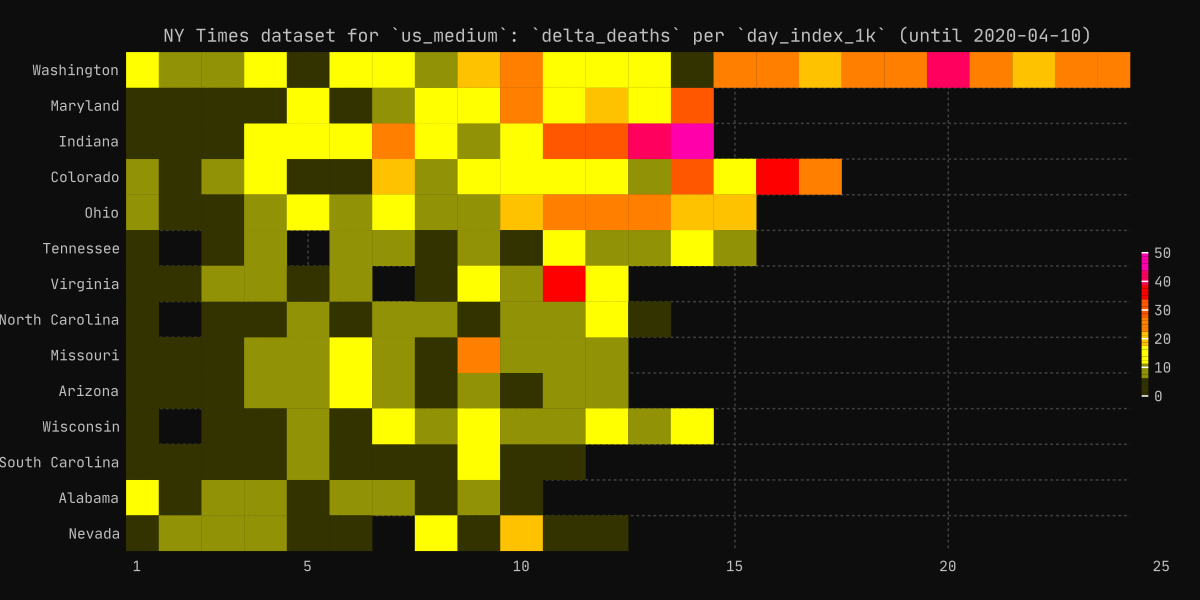 NY Times dataset for `us_medium`: `delta_deaths` per `day_index_1k` (until 2020-04-10)
Washington
Maryland
Indiana
Colorado
Ohio
Tennessee
Virginia
North Carolina
Missouri
Arizona
Wisconsin
South Carolina
Alabama
Nevada
50
40
30
20
10
0
1 5 10 15 20 25